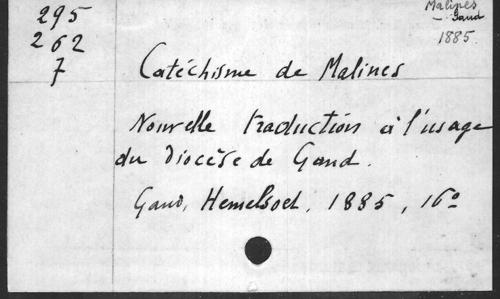 295
262
7
Malines
- Gand
1885.
Catéchisme de Malines
Nouvelle traduction à l'usage
du Diocèse de Gand.
Gand, Hemelsoet, 1885, 16°